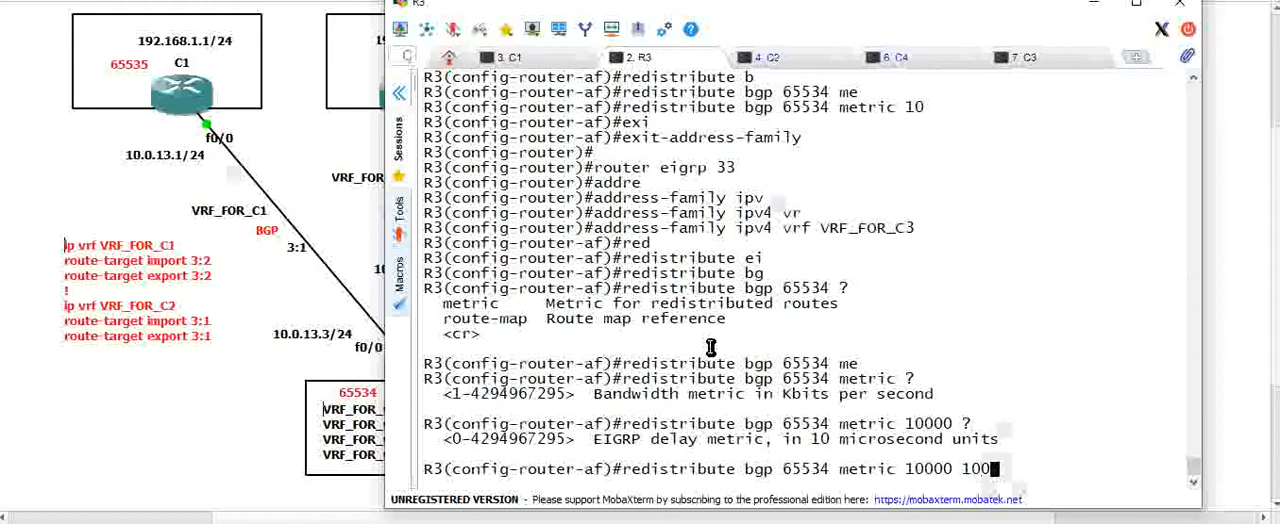 R3
192.168.1.1/24
19
65535
C1
f0/0
10.0.13.1/24
VRF_F
VRF_FOR_C1
BGP
3:1
ip vrf VRF_FOR_C1
route-target import 3:2
route-target export 3:2
!
ip vrf VRF_FOR_C2
route-target import 3:1
route-target export 3:1
10
10.0.13.3/24
f0/0
65534
VRF_FOR_
VRF_FOR_
VRF_FOR_
VRF_FOR_
3. C1
2. R3
4. C2
6. C4
7. C3
Sessions
Tools
Macros
R3(config-router-af)#redistribute b
R3(config-router-af)#redistribute bgp 65534 me
R3(config-router-af)#redistribute bgp 65534 metric 10
R3(config-router-af)#exi
R3(config-router-af)#exit-address-family
R3(config-router)#
R3(config-router)#router eigrp 33
R3(config-router)#addre
R3(config-router)#address-family ipv
R3(config-router)#address-family ipv4 vr
R3(config-router)#address-family ipv4 vrf VRF_FOR_C3
R3(config-router-af)#red
R3(config-router-af)#redistribute ei
R3(config-router-af)#redistribute bg
R3(config-router-af)#redistribute bgp 65534 ?
metric Metric for redistributed routes
route-map Route map reference
<cr>
R3(config-router-af)#redistribute bgp 65534 me
R3(config-router-af)#redistribute bgp 65534 metric ?
<1-4294967295> Bandwidth metric in Kbits per second
R3(config-router-af)#redistribute bgp 65534 metric 10000 ?
<0-4294967295> EIGRP delay metric, in 10 microsecond units
R3(config-router-af)#redistribute bgp 65534 metric 10000 100
UNREGISTERED VERSION - Please support MobaXterm by subscribing to the professional edition here: https://mobaxterm.mobatek.net